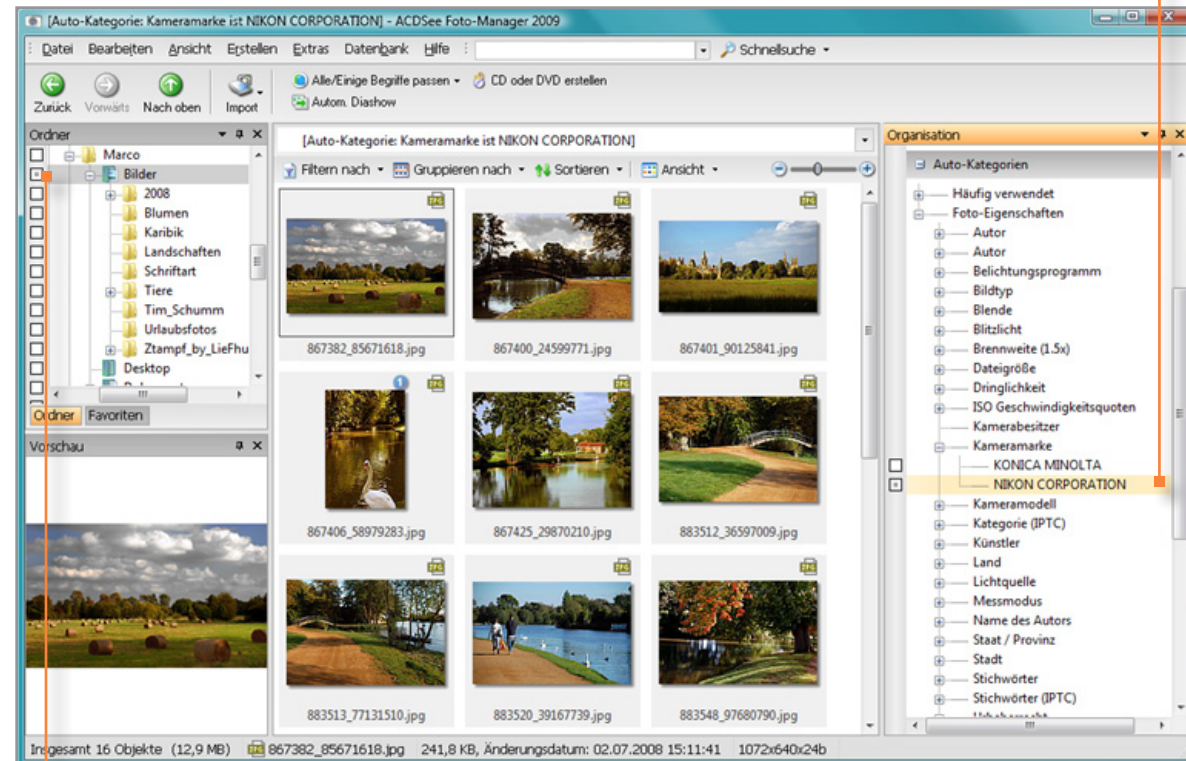 [Auto-Kategorie: Kameramarke ist NIKON CORPORATION] - ACDSee Foto-Manager 2009
Datei Bearbeiten Ansicht Erstellen Extras Datenbank Hilfe Schnellsuche
Zurück Vorwärts Nach oben Import
Alle/Einige Begriffe passen CD oder DVD erstellen
Autom. Diashow
Ordner
Marco
Bilder
2008
Blumen
Karibik
Landschaften
Schriftart
Tiere
Tim_Schumm
Urlaubsfotos
Ztampf_by_LieFhu
Desktop
Ordner Favoriten
Vorschau
[Auto-Kategorie: Kameramarke ist NIKON CORPORATION]
Filtern nach Gruppieren nach Sortieren Ansicht
867382_85671618.jpg 867400_24599771.jpg 867401_90125841.jpg
867406_58979283.jpg 867425_29870210.jpg 883512_36597009.jpg
883513_77131510.jpg 883520_39167739.jpg 883548_97680790.jpg
Organisation
Auto-Kategorien
Häufig verwendet
Foto-Eigenschaften
Autor
Autor
Belichtungsprogramm
Bildtyp
Blende
Blitzlicht
Brennweite (1.5x)
Dateigröße
Dringlichkeit
ISO Geschwindigkeitsquoten
Kamerabesitzer
Kameramarke
KONICA MINOLTA
NIKON CORPORATION
Kameramodell
Kategorie (IPTC)
Künstler
Land
Lichtquelle
Messmodus
Name des Autors
Staat / Provinz
Stadt
Stichwörter
Stichwörter (IPTC)
Insgesamt 16 Objekte (12,9 MB) 867382_85671618.jpg 241,8 KB, Änderungsdatum: 02.07.2008 15:11:41 1072x640x24b